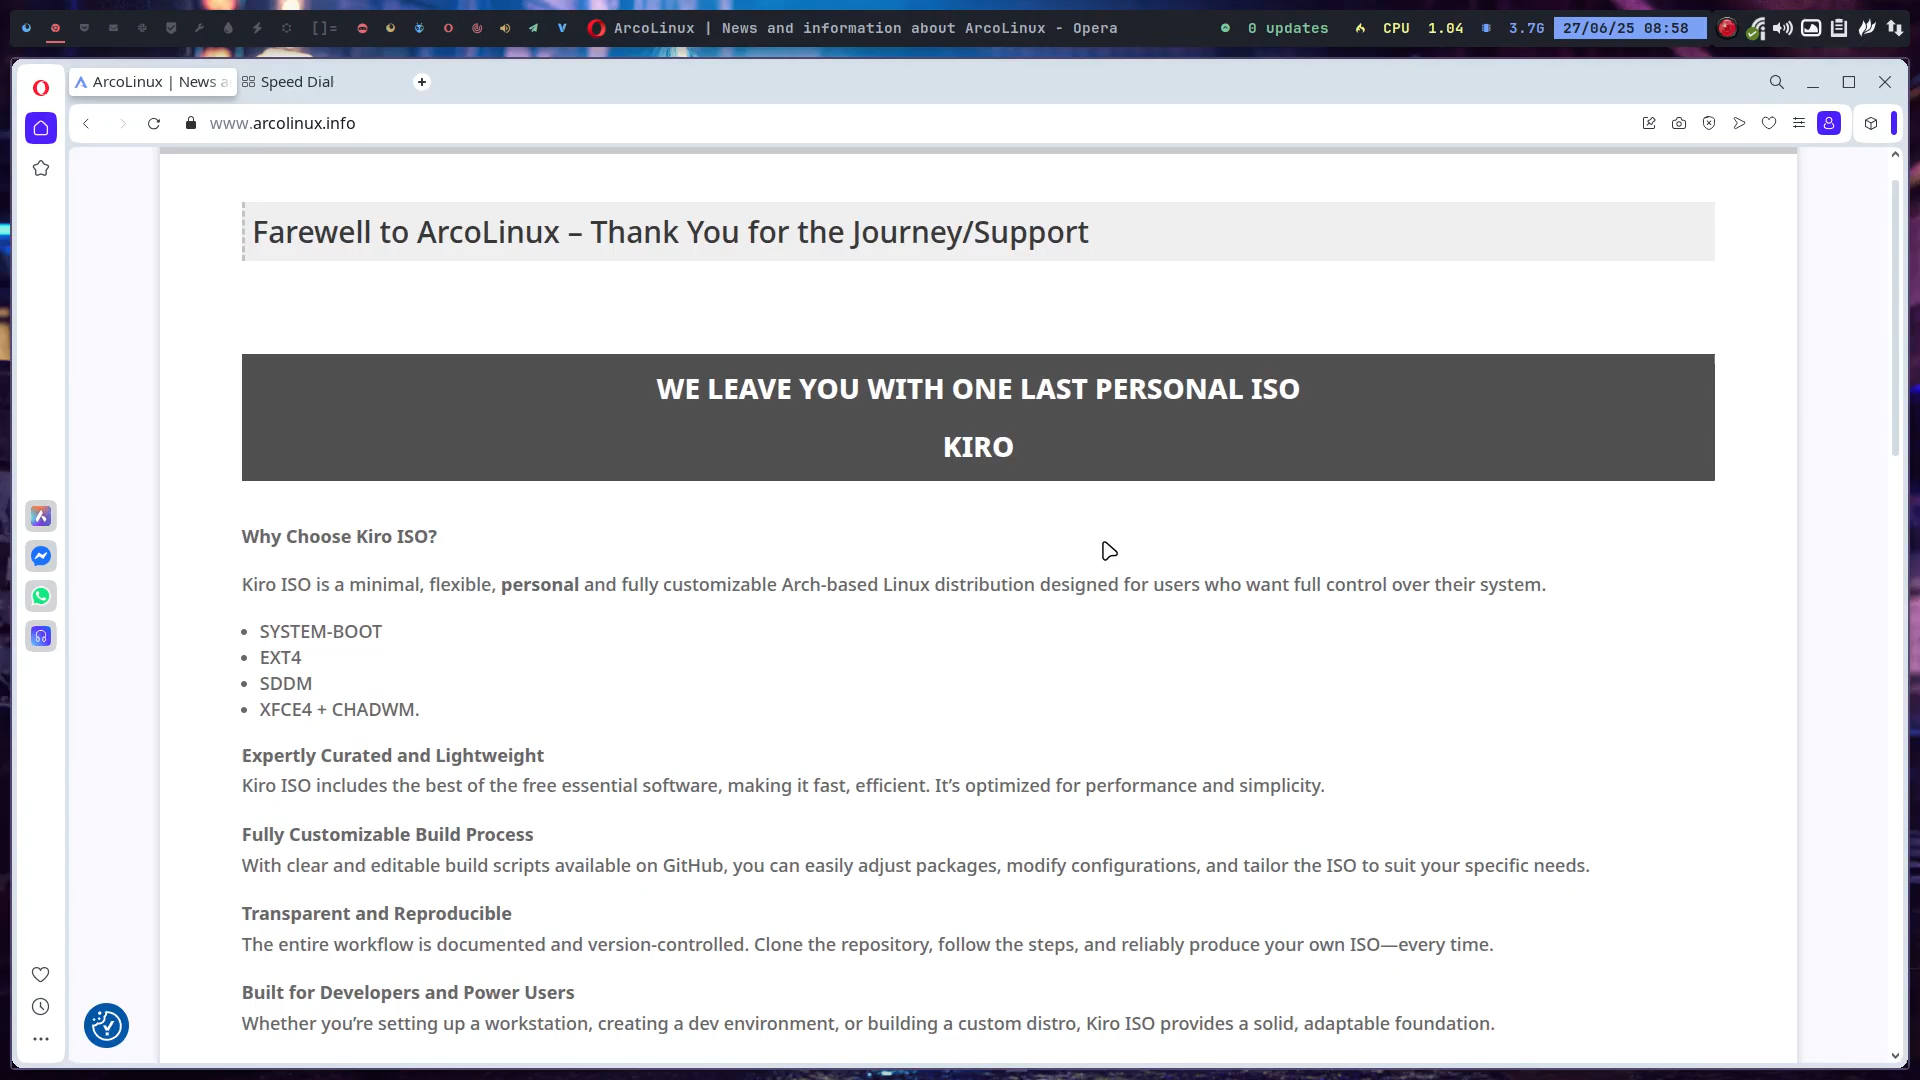 []= ArcoLinux | News and information about ArcoLinux - Opera 0 updates CPU 1.04 3.7G 27/06/25 08:58
ArcoLinux | News a Speed Dial
www.arcolinux.info
Farewell to ArcoLinux – Thank You for the Journey/Support
WE LEAVE YOU WITH ONE LAST PERSONAL ISO
KIRO
Why Choose Kiro ISO?
Kiro ISO is a minimal, flexible, personal and fully customizable Arch-based Linux distribution designed for users who want full control over their system.
• SYSTEM-BOOT
• EXT4
• SDDM
• XFCE4 + CHADWM.
Expertly Curated and Lightweight
Kiro ISO includes the best of the free essential software, making it fast, efficient. It’s optimized for performance and simplicity.
Fully Customizable Build Process
With clear and editable build scripts available on GitHub, you can easily adjust packages, modify configurations, and tailor the ISO to suit your specific needs.
Transparent and Reproducible
The entire workflow is documented and version-controlled. Clone the repository, follow the steps, and reliably produce your own ISO—every time.
Built for Developers and Power Users
Whether you’re setting up a workstation, creating a dev environment, or building a custom distro, Kiro ISO provides a solid, adaptable foundation.